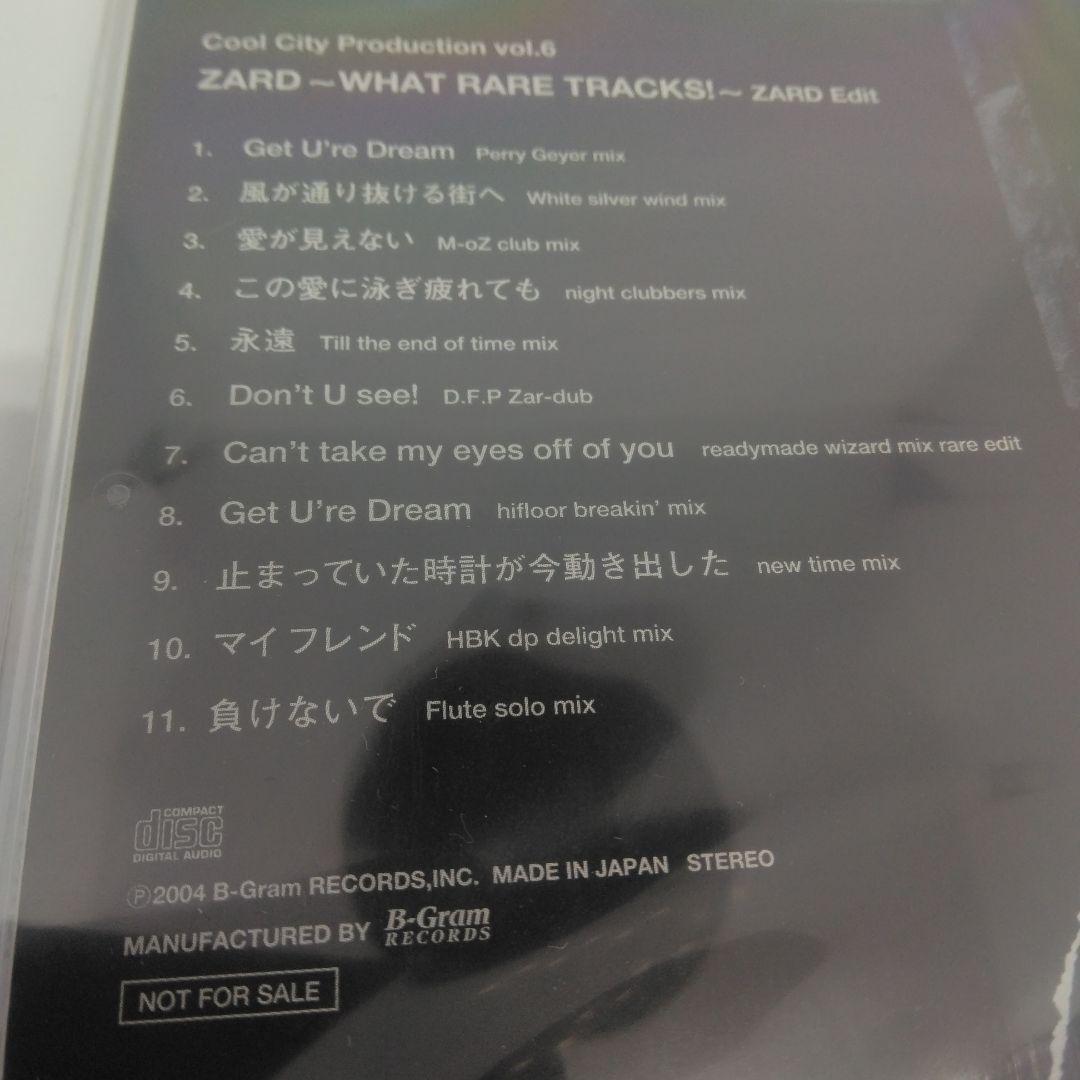 Cool City Production vol.6
ZARD ~WHAT RARE TRACKS!~ ZARD Edit
1. Get U're Dream Perry Geyer mix
2. 風が通り抜ける街へ White silver wind mix
3. 愛が見えない M-oZ club mix
4. この愛に泳ぎ疲れても night clubbers mix
5. 永遠 Till the end of time mix
6. Don't U see! D.F.P Zar-dub
7. Can't take my eyes off of you readymade wizard mix rare edit
8. Get U're Dream hifloor breakin' mix
9. 止まっていた時計が今動き出した new time mix
10. マイ フレンド HBK dp delight mix
11. 負けないで Flute solo mix
COMPACT
disc
DIGITAL AUDIO
Ⓟ2004 B-Gram RECORDS,INC. MADE IN JAPAN STEREO
MANUFACTURED BY B-Gram RECORDS
NOT FOR SALE